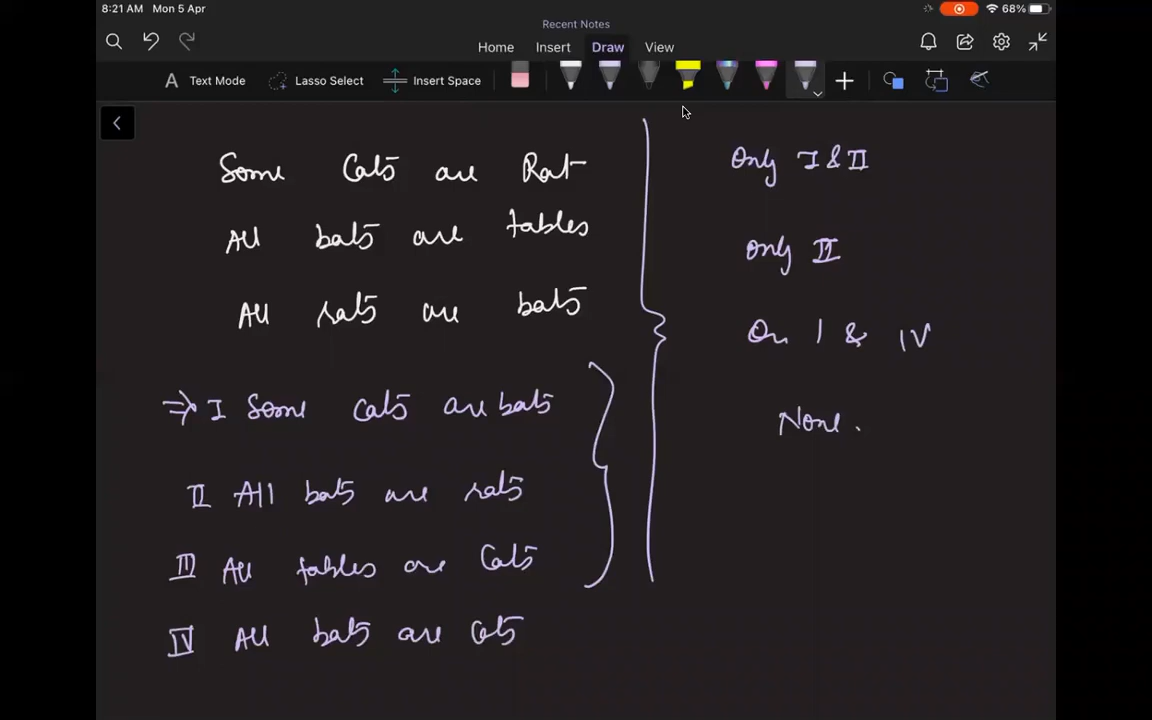 8:21 AM Mon 5 Apr
68%
Recent Notes
Home Insert Draw View
Text Mode Lasso Select Insert Space
Some Cats are Rat
All bats are tables
All rats are bats
⇒ I Some Cats are bats
II All bats are rats
III All tables are Cats
IV All bats are Cats
Only I & II
Only II
On I & IV
None.